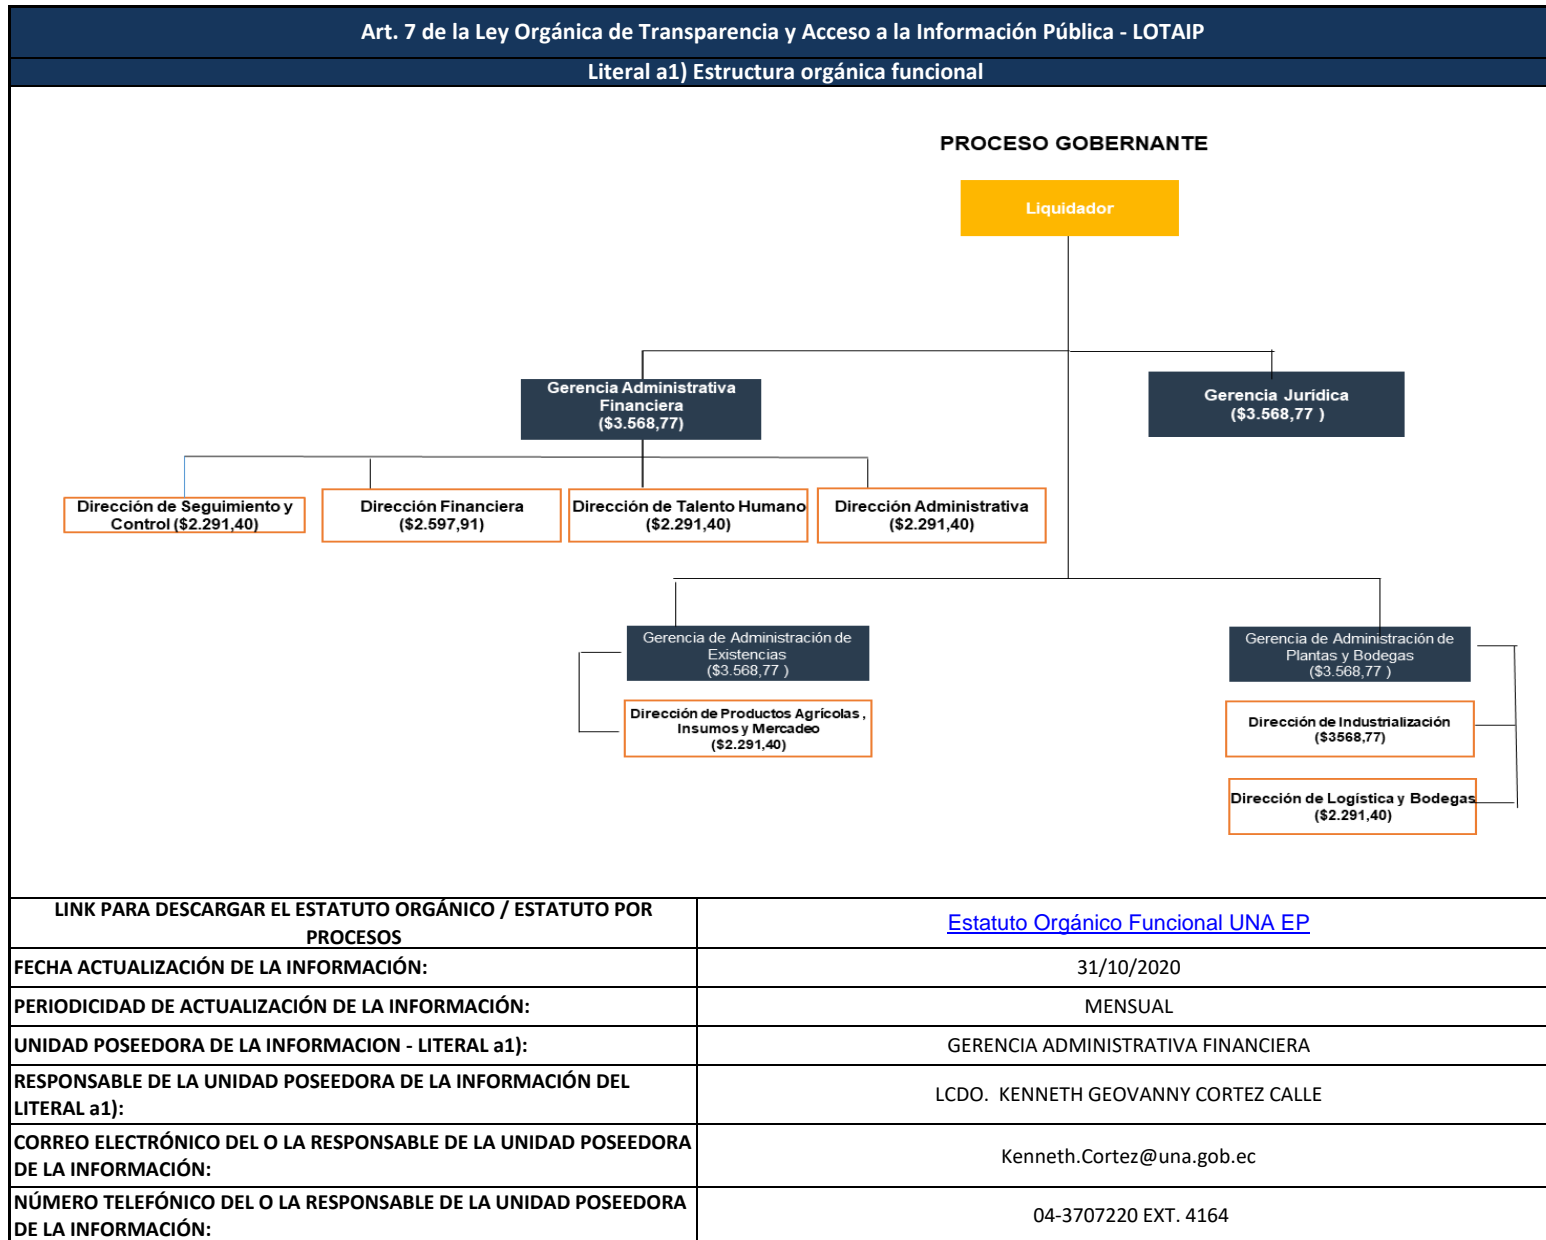 Art. 7 de la Ley Orgánica de Transparencia y Acceso a la Información Pública - LOTAIP
Literal a1) Estructura orgánica funcional
PROCESO GOBERNANTE
Liquidador
Gerencia Administrativa
Financiera
($3.568,77)
Gerencia Jurídica
($3.568,77 )
Dirección de Seguimiento y
Control ($2.291,40)
Dirección Financiera
($2.597,91)
Dirección de Talento Humano
($2.291,40)
Dirección Administrativa
($2.291,40)
Gerencia de Administración de
Existencias
($3.568,77 )
Gerencia de Administración de
Plantas y Bodegas
($3.568,77 )
Dirección de Productos Agrícolas ,
Insumos y Mercadeo
($2.291,40)
Dirección de Industrialización
($3568,77)
Dirección de Logística y Bodegas
($2.291,40)
LINK PARA DESCARGAR EL ESTATUTO ORGÁNICO / ESTATUTO POR
PROCESOS
Estatuto Orgánico Funcional UNA EP
FECHA ACTUALIZACIÓN DE LA INFORMACIÓN:
31/10/2020
PERIODICIDAD DE ACTUALIZACIÓN DE LA INFORMACIÓN:
MENSUAL
UNIDAD POSEEDORA DE LA INFORMACION - LITERAL a1):
GERENCIA ADMINISTRATIVA FINANCIERA
RESPONSABLE DE LA UNIDAD POSEEDORA DE LA INFORMACIÓN DEL
LITERAL a1):
LCDO.  KENNETH GEOVANNY CORTEZ CALLE
CORREO ELECTRÓNICO DEL O LA RESPONSABLE DE LA UNIDAD POSEEDORA
DE LA INFORMACIÓN:
Kenneth.Cortez@una.gob.ec
NÚMERO TELEFÓNICO DEL O LA RESPONSABLE DE LA UNIDAD POSEEDORA
DE LA INFORMACIÓN:
04-3707220 EXT. 4164